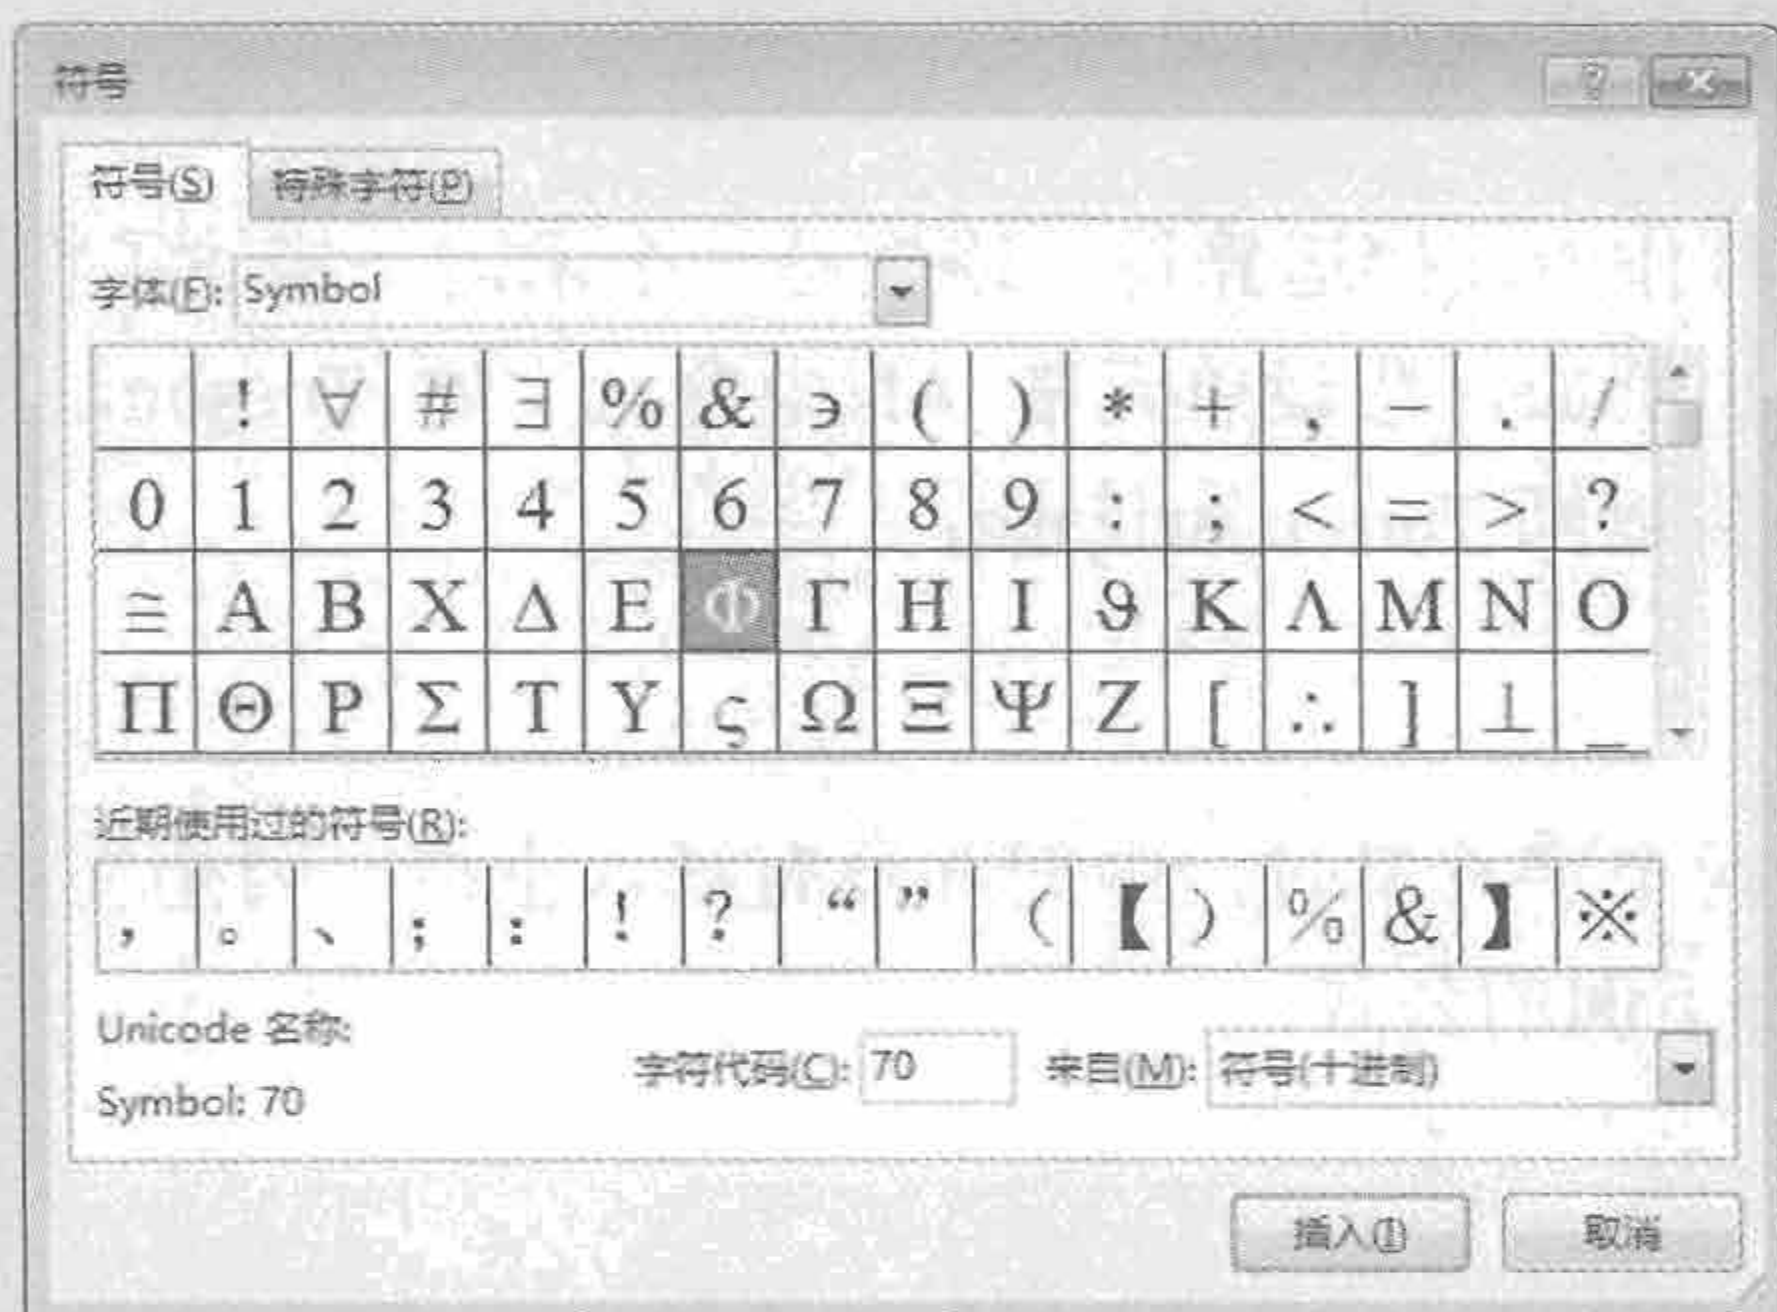 符号
符号(S) 特殊字符(P)
字体(F): Symbol
! ∀ # ∃ % & ∍ ( ) * + , − . /
0 1 2 3 4 5 6 7 8 9 : ; < = > ?
≅ Α Β Χ Δ Ε Φ Γ Η Ι ϑ Κ Λ Μ Ν Ο
Π Θ Ρ Σ Τ Υ ς Ω Ξ Ψ Ζ [ ∴ ] ⊥ _
近期使用过的符号(R):
， 。 、 ； ： ！ ？ “ ” （ 【 ） % & 】 ※
Unicode 名称:
字符代码(C): 70 来自(M): 符号(十进制)
Symbol: 70
插入(I) 取消